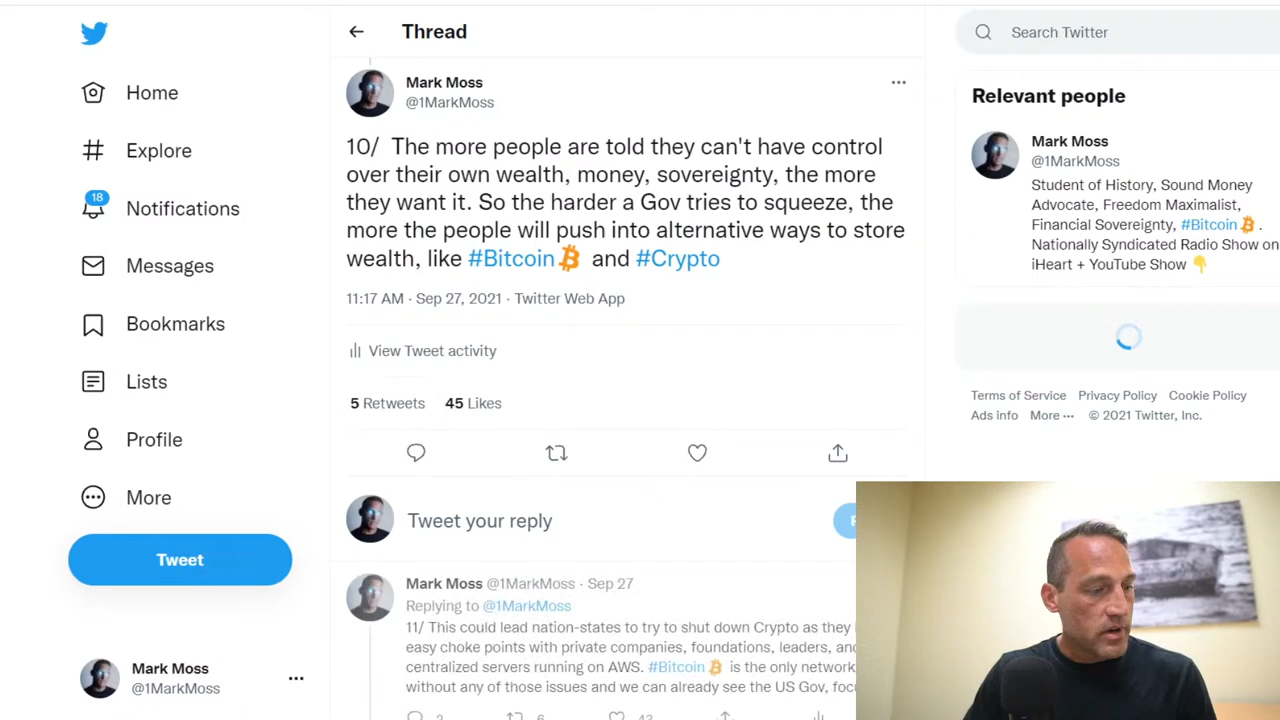 Thread
Search Twitter
Home
Explore
18
Notifications
Messages
Bookmarks
Lists
Profile
More
Tweet
Mark Moss
@1MarkMoss
Mark Moss
@1MarkMoss
10/ The more people are told they can't have control
over their own wealth, money, sovereignty, the more
they want it. So the harder a Gov tries to squeeze, the
more the people will push into alternative ways to store
wealth, like #Bitcoin and #Crypto
11:17 AM · Sep 27, 2021 · Twitter Web App
View Tweet activity
5 Retweets 45 Likes
Tweet your reply
Mark Moss @1MarkMoss · Sep 27
Replying to @1MarkMoss
11/ This could lead nation-states to try to shut down Crypto as they
easy choke points with private companies, foundations, leaders,
centralized servers running on AWS. #Bitcoin is the only network
without any of those issues and we can already see the US Gov,
Relevant people
Mark Moss
@1MarkMoss
Student of History, Sound Money
Advocate, Freedom Maximalist,
Financial Sovereignty, #Bitcoin .
Nationally Syndicated Radio Show on
iHeart + YouTube Show
Terms of Service Privacy Policy Cookie Policy
Ads info More ··· © 2021 Twitter, Inc.